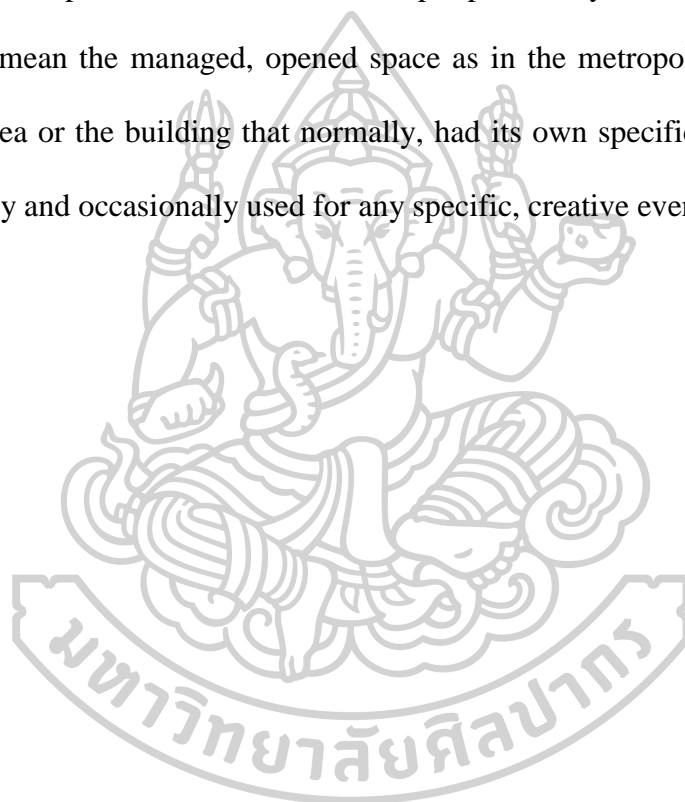 mean the managed, opened space as in the metropo
ea or the building that normally, had its own specific
y and occasionally used for any specific, creative even
มหาวิทยาลัยศิลปากร